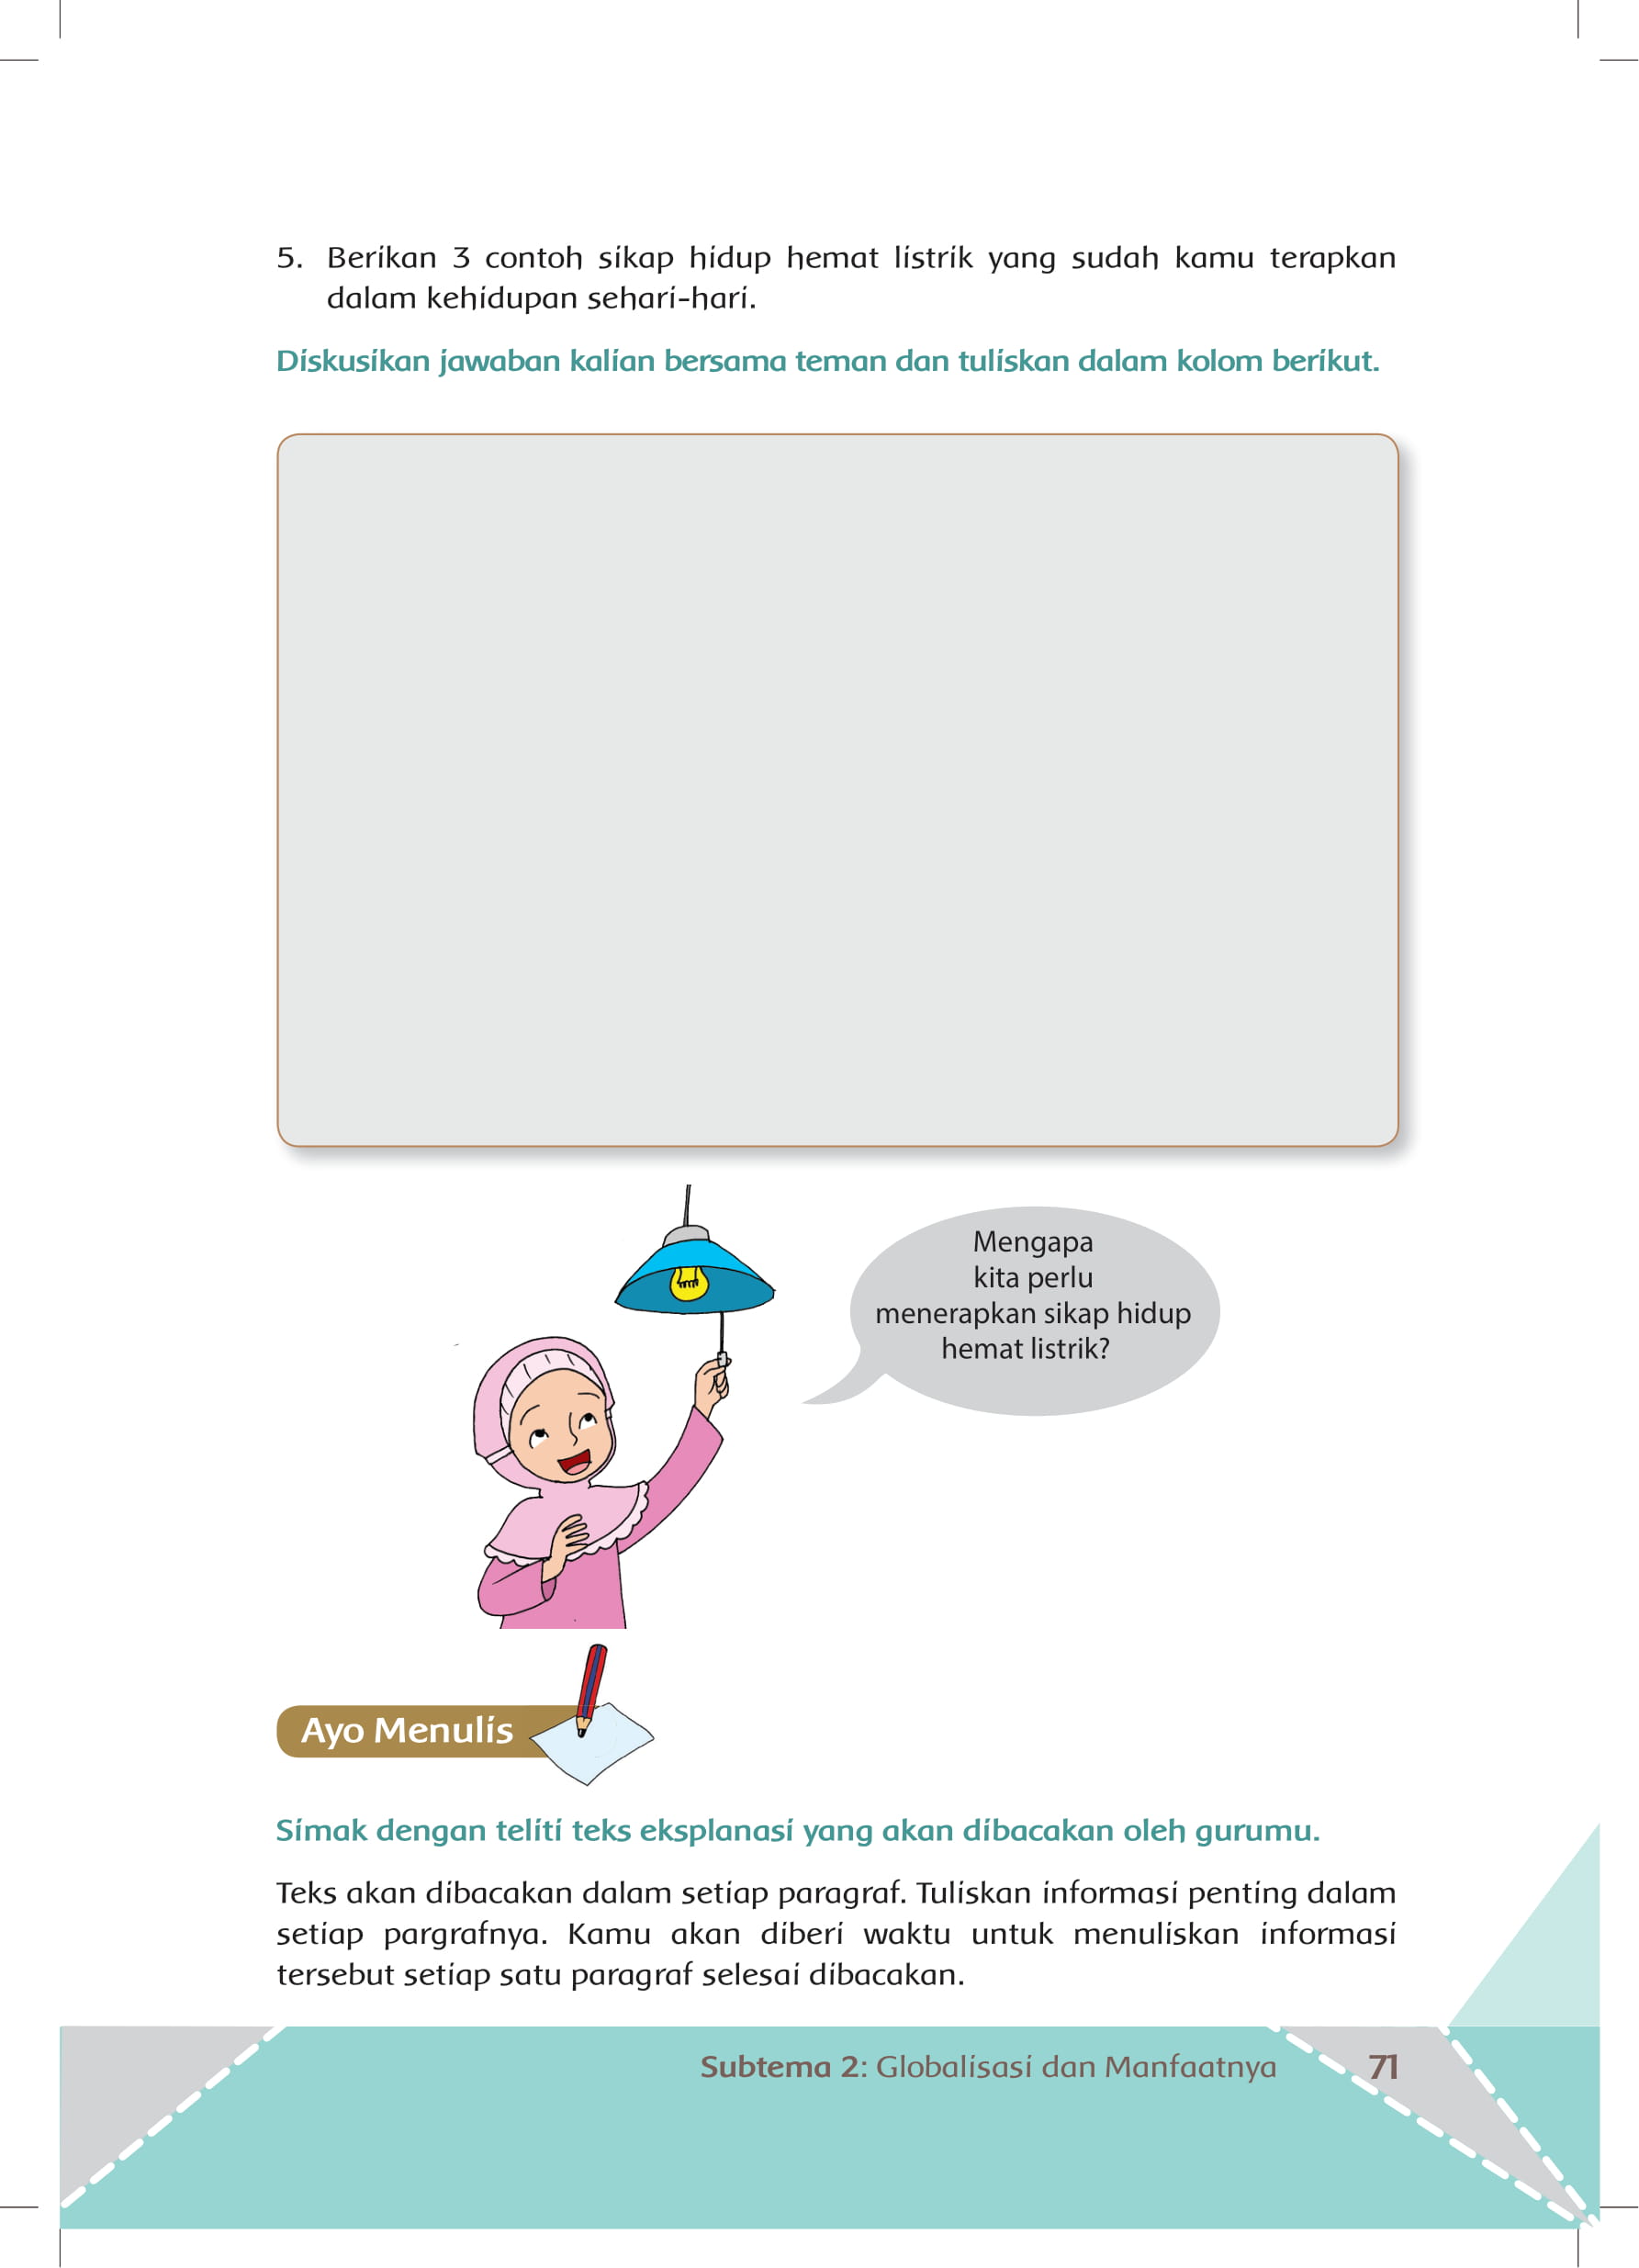 5. Berikan 3 contoh sikap hidup hemat listrik yang sudah kamu terapkan
dalam kehidupan sehari-hari.
Diskusikan jawaban kalian bersama teman dan tuliskan dalam kolom berikut.
Mengapa
kita perlu
menerapkan sikap hidup
hemat listrik?
Ayo Menulis
Simak dengan teliti teks eksplanasi yang akan dibacakan oleh gurumu.
Teks akan dibacakan dalam setiap paragraf. Tuliskan informasi penting dalam
setiap pargrafnya. Kamu akan diberi waktu untuk menuliskan informasi
tersebut setiap satu paragraf selesai dibacakan.
Subtema 2: Globalisasi dan Manfaatnya 71